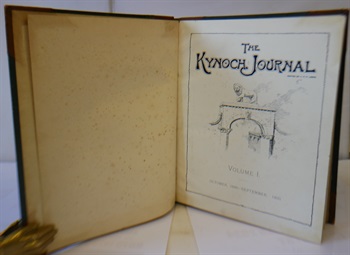 THE
KYNOCH JOURNAL
VOLUME I